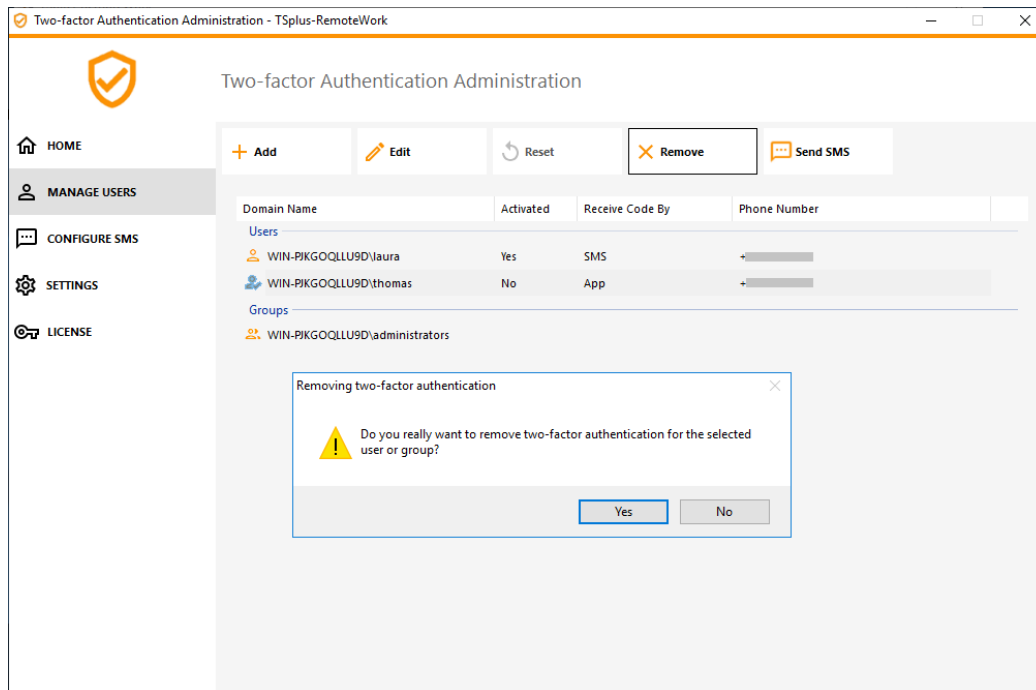 Two-factor Authentication Administration - TSplus-RemoteWork
Two-factor Authentication Administration
HOME
MANAGE USERS
CONFIGURE SMS
SETTINGS
LICENSE
Add Edit Reset Remove Send SMS
Domain Name Activated Receive Code By Phone Number
Users
WIN-PJKGOQLLU9D\laura Yes SMS +
WIN-PJKGOQLLU9D\thomas No App +
Groups
WIN-PJKGOQLLU9D\administrators
Removing two-factor authentication
Do you really want to remove two-factor authentication for the selected
user or group?
Yes No